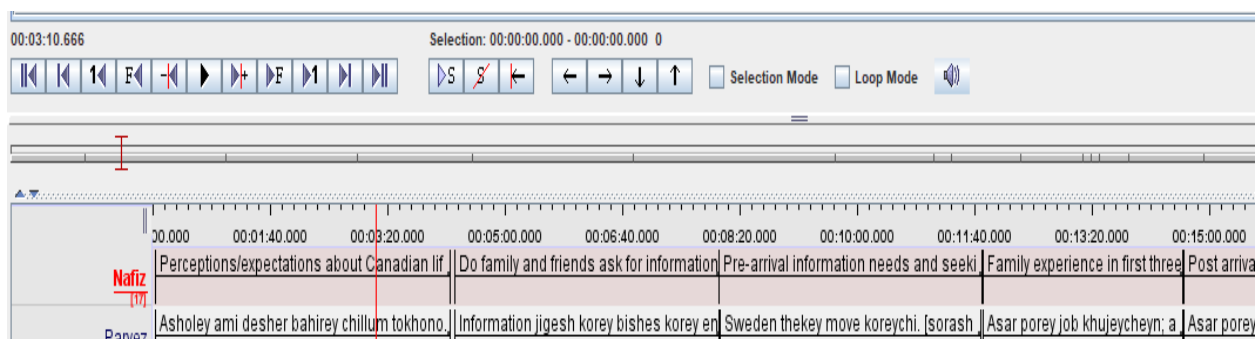 00:03:10.666 Selection: 00:00:00.000 - 00:00:00.000 0
1 F - + F 1 S S Selection Mode Loop Mode
00.000 00:01:40.000 00:03:20.000 00:05:00.000 00:06:40.000 00:08:20.000 00:10:00.000 00:11:40.000 00:13:20.000 00:15:00.000
Perceptions/expectations about Canadian lif Do family and friends ask for information Pre-arrival information needs and seeki Family experience in first three Post arriva
Nafiz
[17]
Asholey ami desher bahirey chillum tokhono. Information jigesh korey bishes korey en Sweden thekey move koreychi. [sorash Asar porey job khujeycheyn; a Asar porey
Parvez